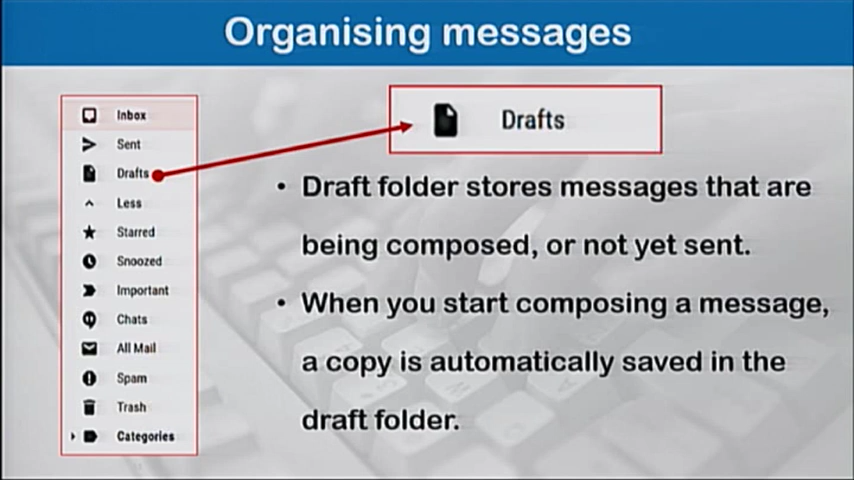 Organising messages
Inbox
Sent
Drafts
Less
Starred
Snoozed
Important
Chats
All Mail
Spam
Trash
Categories
Drafts
• Draft folder stores messages that are
being composed, or not yet sent.
• When you start composing a message,
a copy is automatically saved in the
draft folder.